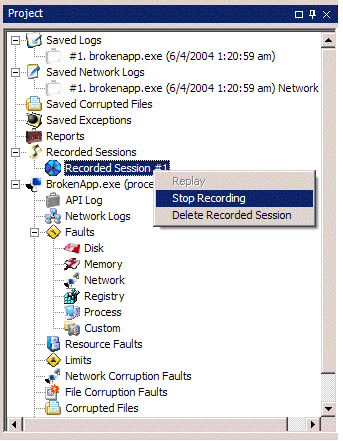 Project
Saved Logs
#1. brokenapp.exe (6/4/2004 1:20:59 am)
Saved Network Logs
#1. brokenapp.exe (6/4/2004 1:20:59 am) Network
Saved Corrupted Files
Saved Exceptions
Reports
Recorded Sessions
Recorded Session #1
Replay
BrokenApp.exe (proce
Stop Recording
API Log
Delete Recorded Session
Network Logs
Faults
Disk
Memory
Network
Registry
Process
Custom
Resource Faults
Limits
Network Corruption Faults
File Corruption Faults
Corrupted Files